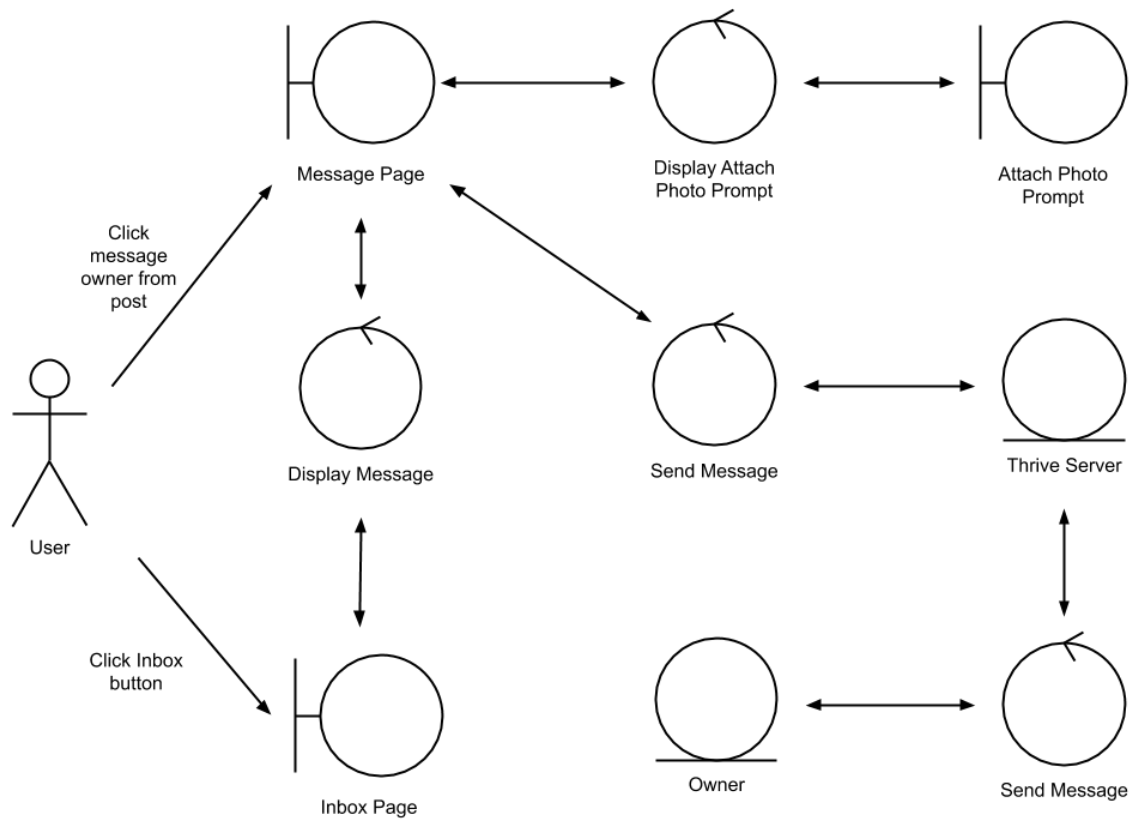 Message Page
Display Attach
Photo Prompt
Attach Photo
Prompt
Click
message
owner from
post
Display Message
Send Message
Thrive Server
User
Click Inbox
button
Inbox Page
Owner
Send Message